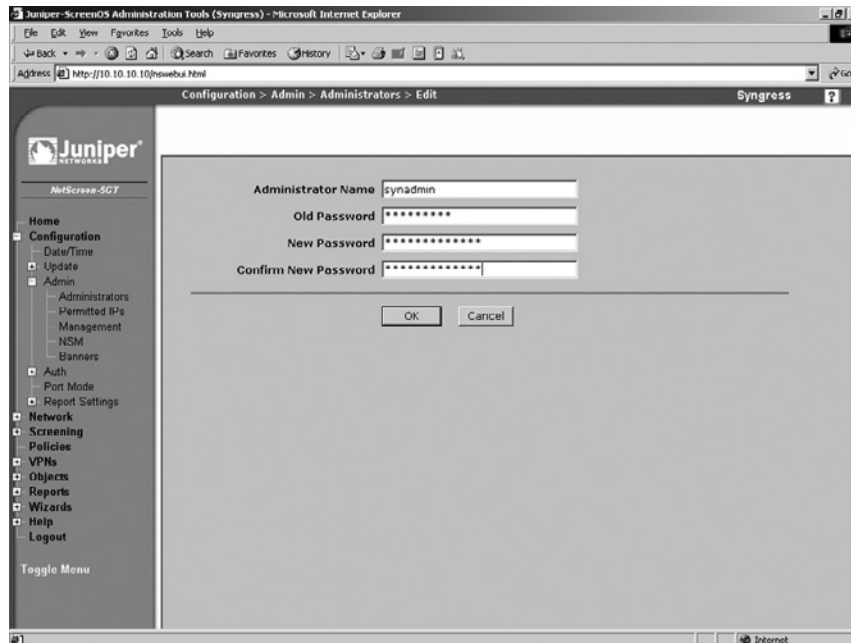 Juniper-ScreenOS Administration Tools (Syngress) - Microsoft Internet Explorer
File Edit View Favorites Tools Help
Back Search Favorites History
Address http://10.10.10.10/nswebui.html Go
Configuration > Admin > Administrators > Edit Syngress ?
Juniper
NETWORKS
NetScreen-5GT
Home
Configuration
Date/Time
Update
Admin
Administrators
Permitted IPs
Management
NSM
Banners
Auth
Port Mode
Report Settings
Network
Screening
Policies
VPNs
Objects
Reports
Wizards
Help
Logout
Toggle Menu
Administrator Name synadmin
Old Password *********
New Password *************
Confirm New Password *************
OK Cancel
Internet